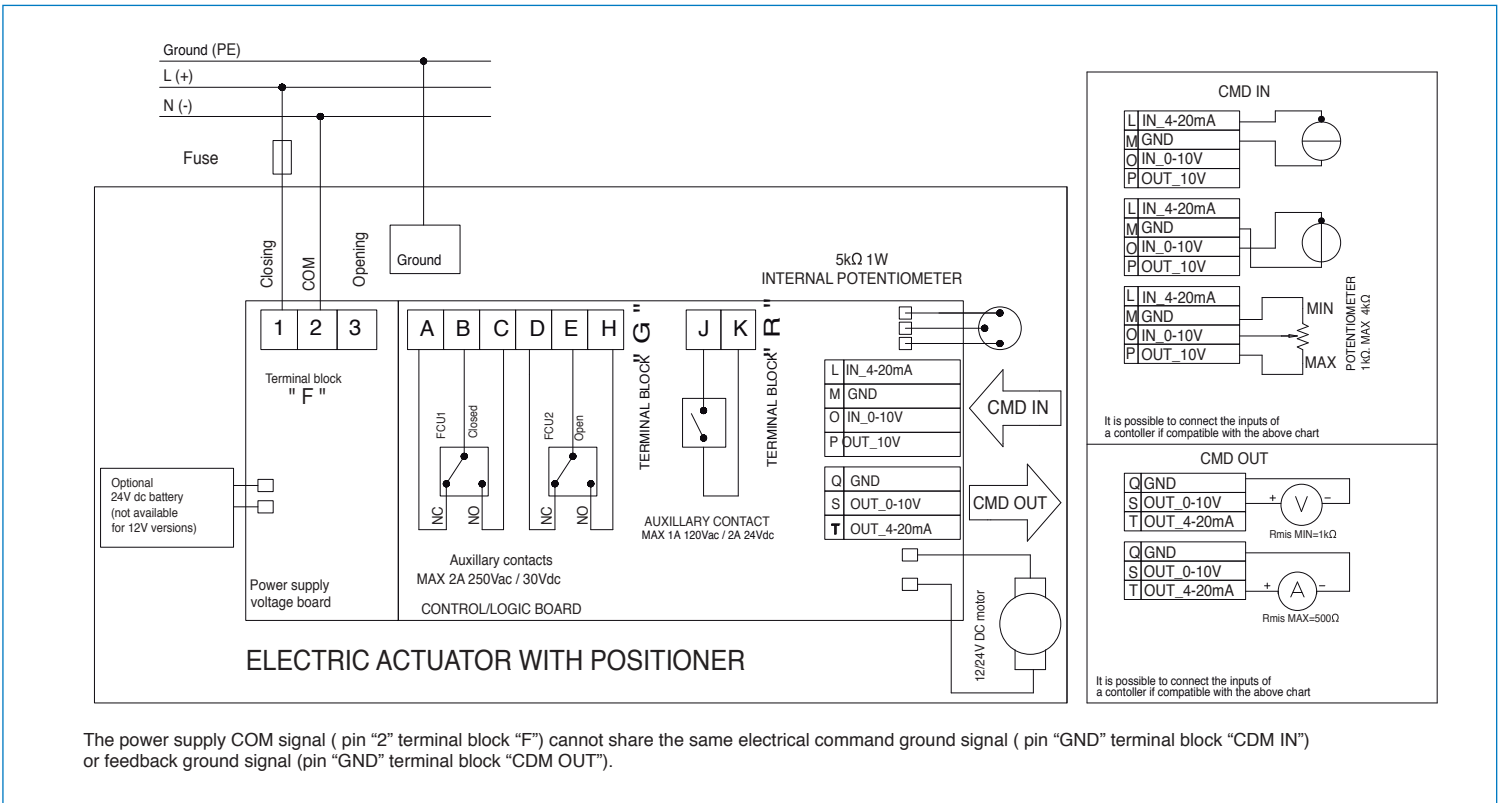 Ground (PE)
L (+)
N (-)
Fuse
Closing
COM
Opening
Ground
1 2 3
Terminal block
" F "
A B C D E H
TERMINAL BLOCK " G "
J K
TERMINAL BLOCK " R "
5kΩ 1W
INTERNAL POTENTIOMETER
FCU1
Closed
NC
NO
FCU2
Open
NC
NO
Auxillary contacts
MAX 2A 250Vac / 30Vdc
AUXILLARY CONTACT
MAX 1A 120Vac / 2A 24Vdc
L IN_4-20mA
M GND
O IN_0-10V
P OUT_10V
CMD IN
Q GND
S OUT_0-10V
T OUT_4-20mA
CMD OUT
12/24V DC motor
Optional
24V dc battery
(not available
for 12V versions)
Power supply
voltage board
CONTROL/LOGIC BOARD
ELECTRIC ACTUATOR WITH POSITIONER
CMD IN
L IN_4-20mA
M GND
O IN_0-10V
P OUT_10V
L IN_4-20mA
M GND
O IN_0-10V
P OUT_10V
L IN_4-20mA
M GND
O IN_0-10V
P OUT_10V
MIN
MAX
POTENTIOMETER
1kΩ. MAX 4kΩ
It is possible to connect the inputs of
a contoller if compatible with the above chart
CMD OUT
Q GND
S OUT_0-10V
T OUT_4-20mA
+ V –
Rmis MIN=1kΩ
Q GND
S OUT_0-10V
T OUT_4-20mA
+ A –
Rmis MAX=500Ω
It is possible to connect the inputs of
a contoller if compatible with the above chart
The power supply COM signal ( pin “2” terminal block “F”) cannot share the same electrical command ground signal ( pin “GND” terminal block “CDM IN”)
or feedback ground signal (pin “GND” terminal block “CDM OUT”).